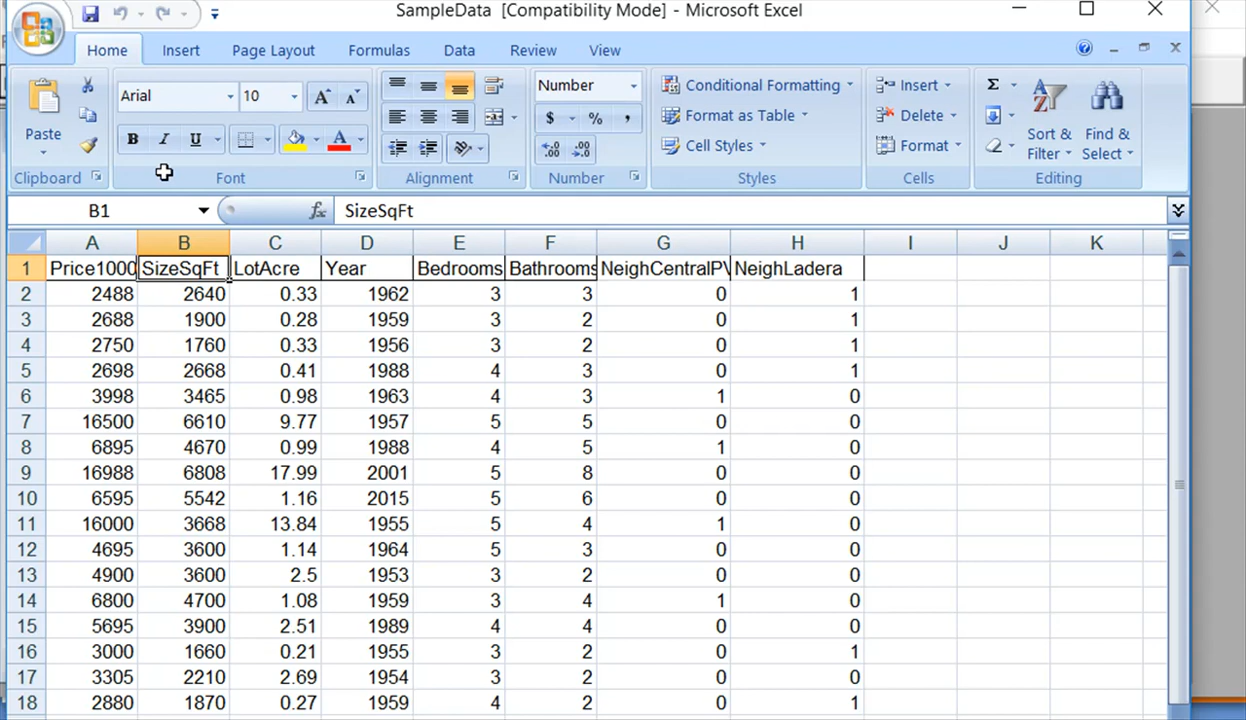 SampleData [Compatibility Mode] - Microsoft Excel
Home Insert Page Layout Formulas Data Review View
Arial 10 Number Conditional Formatting Insert Σ
Paste $ % , Format as Table Delete Sort & Find &
B I U A Cell Styles Format Filter Select
Clipboard Font Alignment Number Styles Cells Editing
B1 fx SizeSqFt
A B C D E F G H I J K
1 Price1000 SizeSqFt LotAcre Year Bedrooms Bathrooms NeighCentralPV NeighLadera
2 2488 2640 0.33 1962 3 3 0 1
3 2688 1900 0.28 1959 3 2 0 1
4 2750 1760 0.33 1956 3 2 0 1
5 2698 2668 0.41 1988 4 3 0 1
6 3998 3465 0.98 1963 4 3 1 0
7 16500 6610 9.77 1957 5 5 0 0
8 6895 4670 0.99 1988 4 5 1 0
9 16988 6808 17.99 2001 5 8 0 0
10 6595 5542 1.16 2015 5 6 0 0
11 16000 3668 13.84 1955 5 4 1 0
12 4695 3600 1.14 1964 5 3 0 0
13 4900 3600 2.5 1953 3 2 0 0
14 6800 4700 1.08 1959 3 4 1 0
15 5695 3900 2.51 1989 4 4 0 0
16 3000 1660 0.21 1955 3 2 0 1
17 3305 2210 2.69 1954 3 2 0 0
18 2880 1870 0.27 1959 4 2 0 1